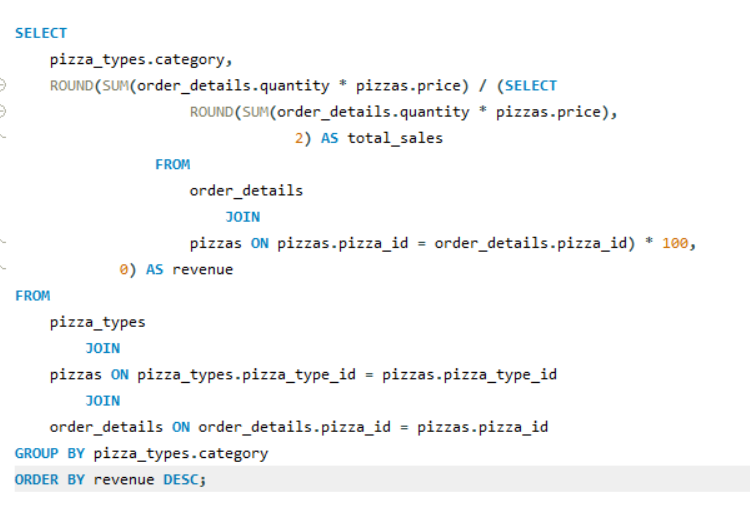 SELECT
pizza_types.category,
ROUND(SUM(order_details.quantity * pizzas.price) / (SELECT
ROUND(SUM(order_details.quantity * pizzas.price),
2) AS total_sales
FROM
order_details
JOIN
pizzas ON pizzas.pizza_id = order_details.pizza_id) * 100,
0) AS revenue
FROM
pizza_types
JOIN
pizzas ON pizza_types.pizza_type_id = pizzas.pizza_type_id
JOIN
order_details ON order_details.pizza_id = pizzas.pizza_id
GROUP BY pizza_types.category
ORDER BY revenue DESC;